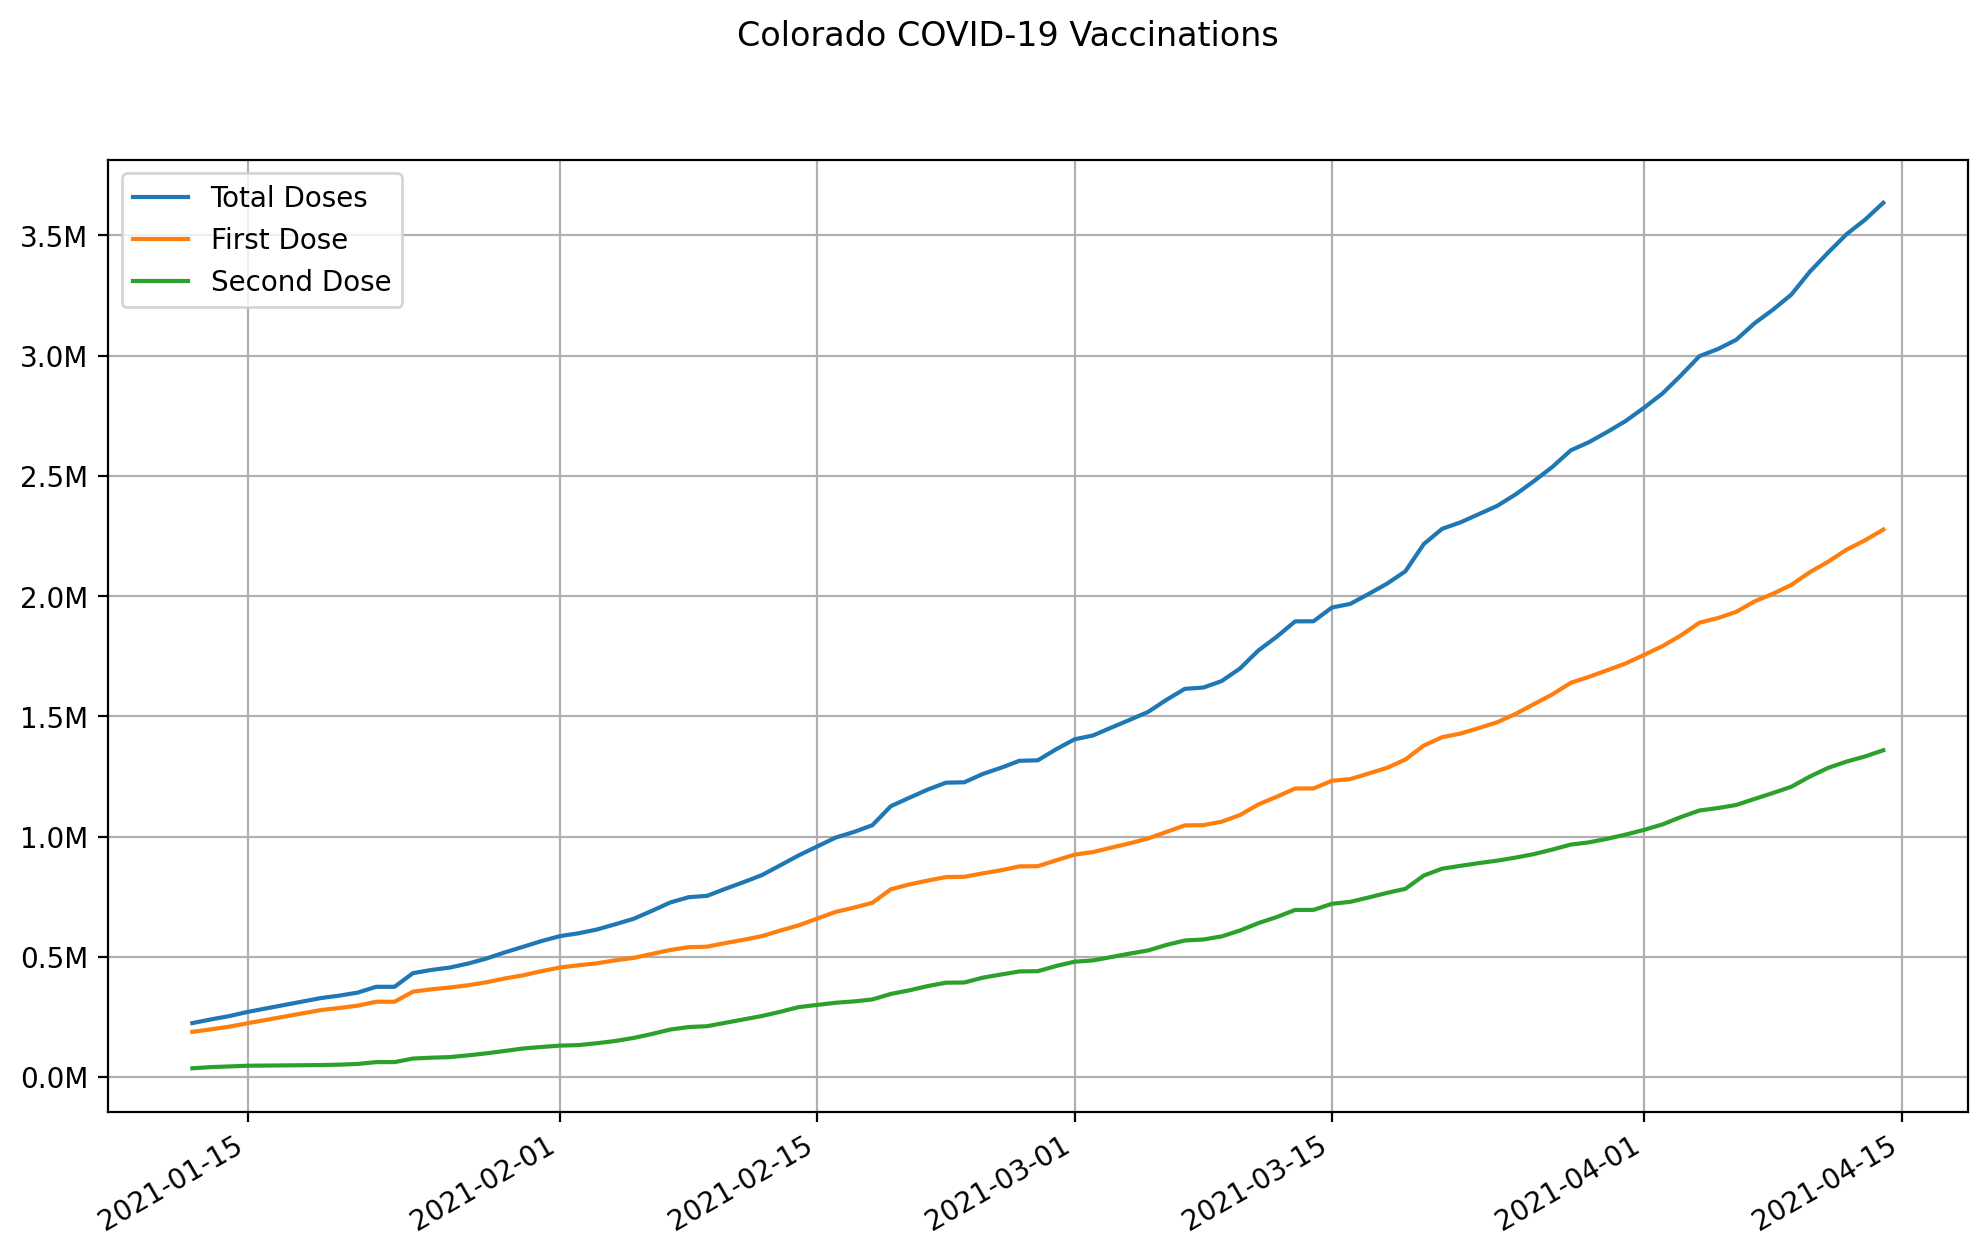 Colorado COVID-19 Vaccinations
Total Doses
First Dose
Second Dose
3.5M
3.0M
2.5M
2.0M
1.5M
1.0M
0.5M
0.0M
2021-01-15
2021-02-01
2021-02-15
2021-03-01
2021-03-15
2021-04-01
2021-04-15